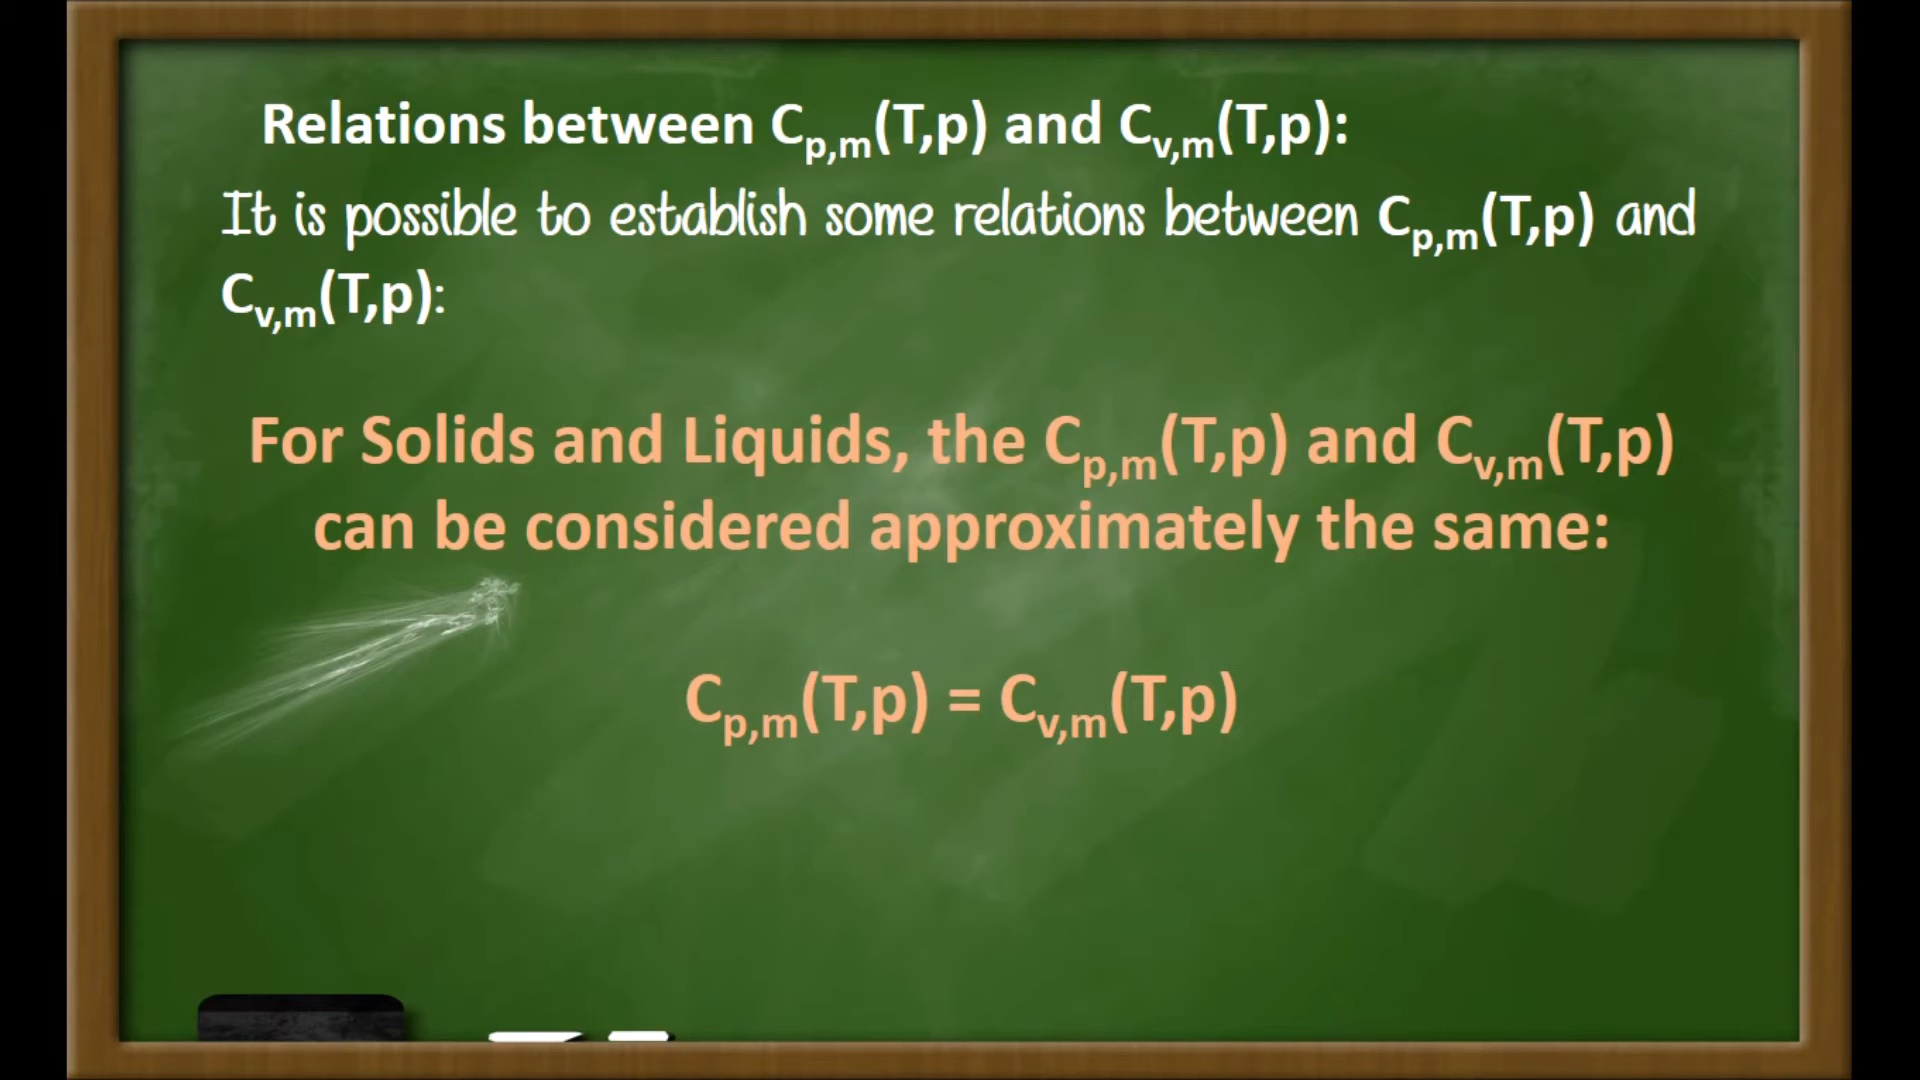 Relations between Cp,m(T,p) and Cv,m(T,p):
It is possible to establish some relations between Cp,m(T,p) and
Cv,m(T,p):
For Solids and Liquids, the Cp,m(T,p) and Cv,m(T,p)
can be considered approximately the same:
Cp,m(T,p) = Cv,m(T,p)